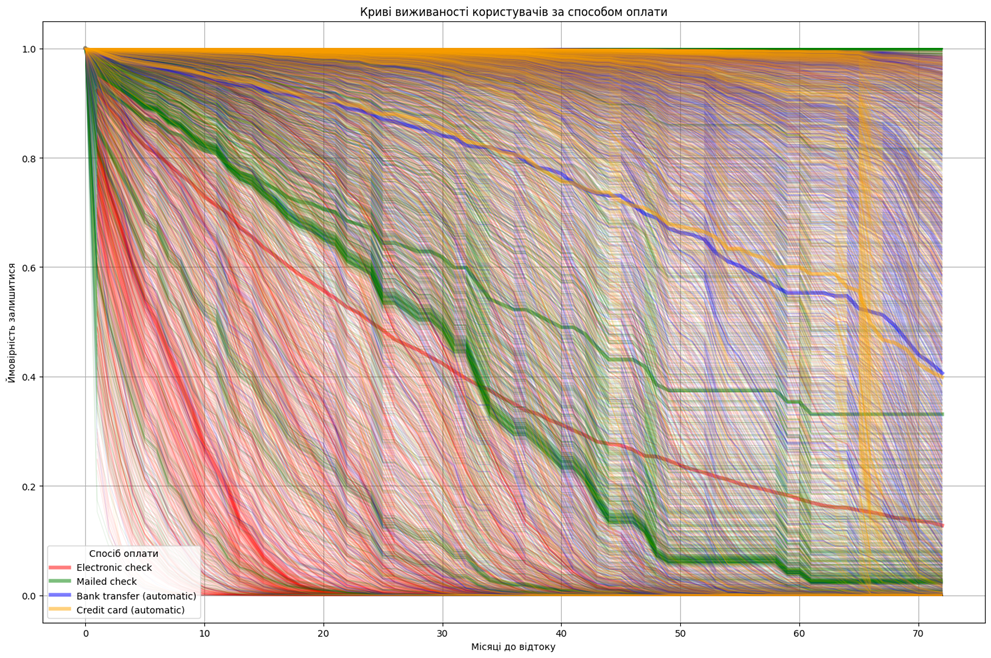 Криві виживаності користувачів за способом оплати
Ймовірність залишитися
1.0
0.8
0.6
0.4
0.2
0.0
Спосіб оплати
Electronic check
Mailed check
Bank transfer (automatic)
Credit card (automatic)
0 10 20 30 40 50 60 70
Місяці до відтоку